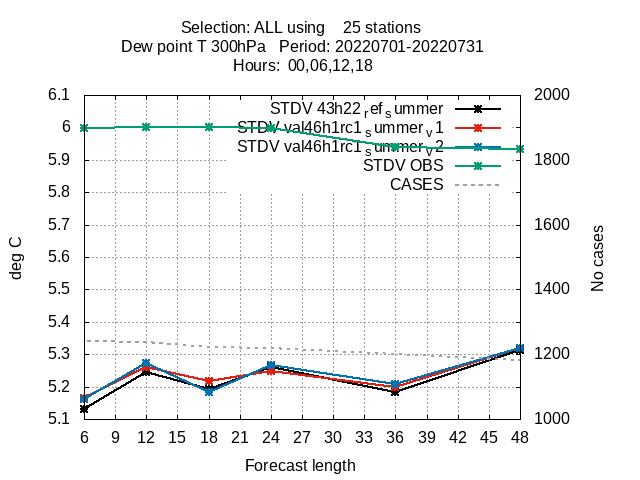 Selection: ALL using 25 stations
Dew point T 300hPa Period: 20220701-20220731
Hours: 00,06,12,18
6.1
6
5.9
5.8
5.7
5.6
5.5
5.4
5.3
5.2
5.1
deg C
STDV 43h22refsummer
STDV val46h1rc1summerv1
STDV val46h1rc1summerv2
STDV OBS
CASES
2000
1800
1600
1400
1200
1000
No cases
6 9 12 15 18 21 24 27 30 33 36 39 42 45 48
Forecast length